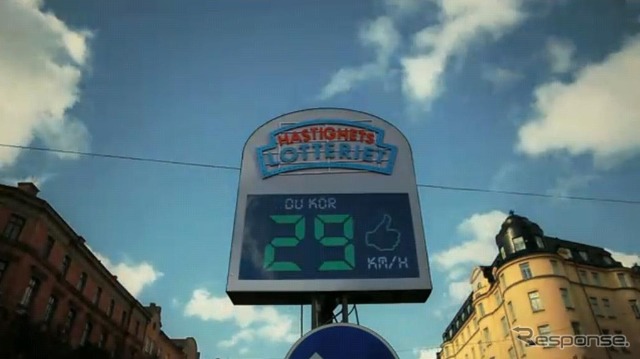 HASTIGHETS
LOTTERIET
DU KÖR
29
KM/H
Response.